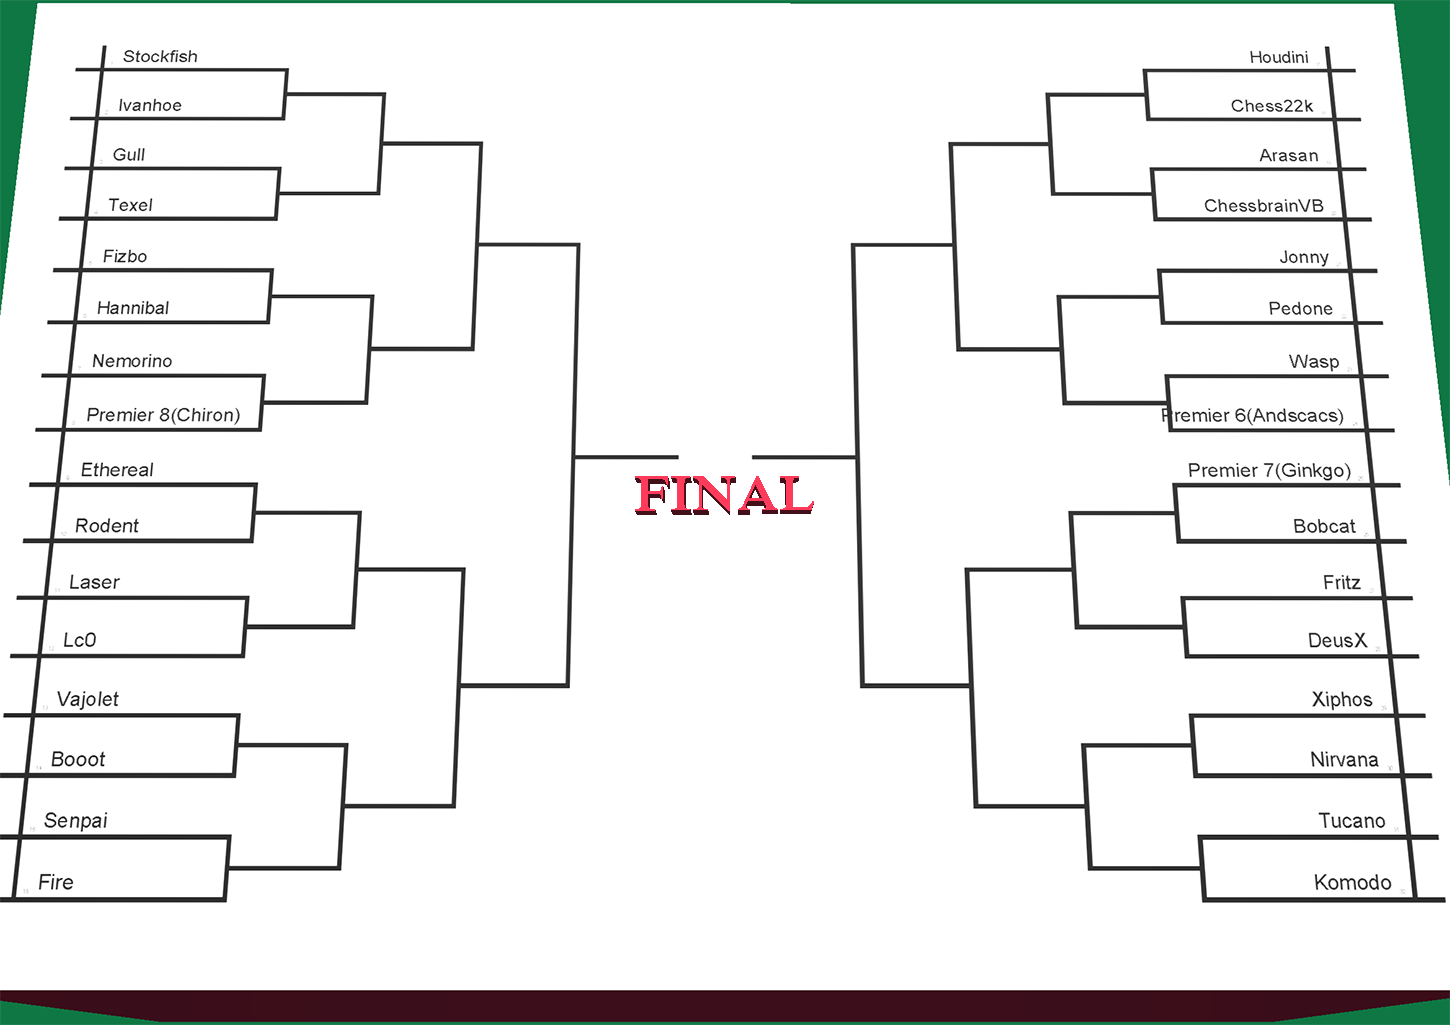 Stockfish
Ivanhoe
Gull
Texel
Fizbo
Hannibal
Nemorino
Premier 8(Chiron)
Ethereal
Rodent
Laser
Lc0
Vajolet
Booot
Senpai
Fire
FINAL
Houdini
Chess22k
Arasan
ChessbrainVB
Jonny
Pedone
Wasp
Premier 6(Andscacs)
Premier 7(Ginkgo)
Bobcat
Fritz
DeusX
Xiphos
Nirvana
Tucano
Komodo